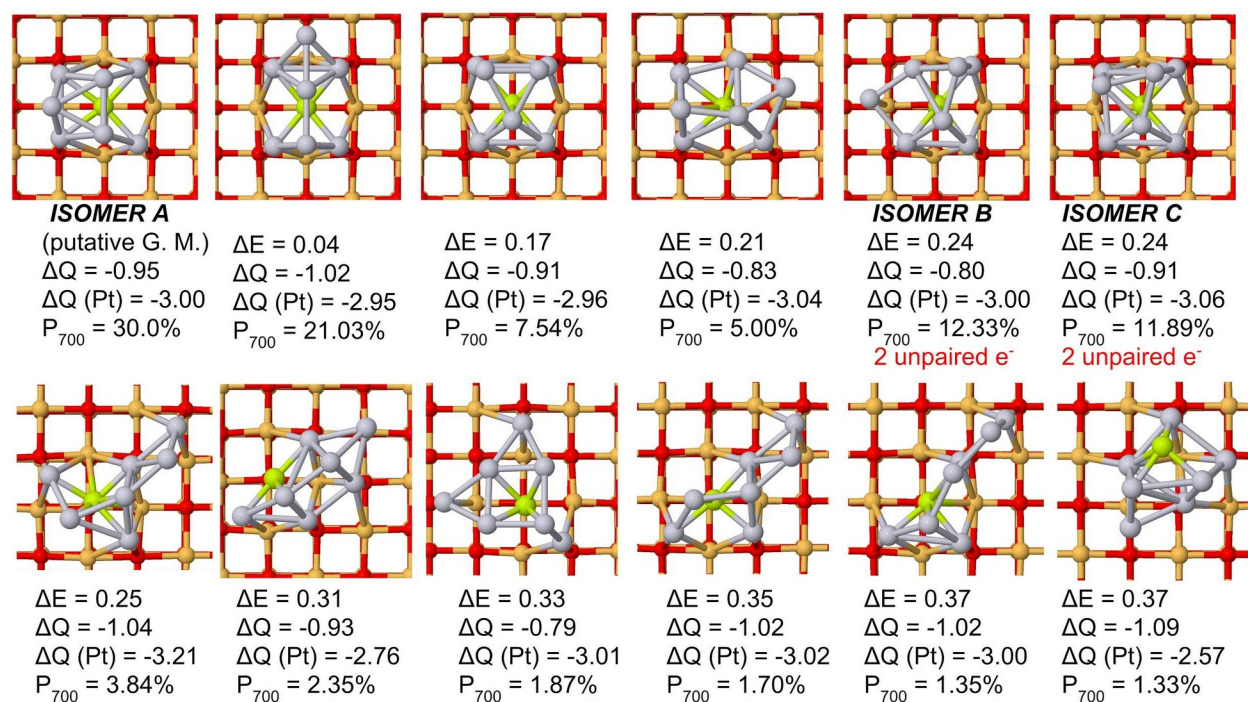 ISOMER A
(putative G. M.)
ΔQ = -0.95
ΔQ (Pt) = -3.00
P700 = 30.0%
ΔE = 0.04
ΔQ = -1.02
ΔQ (Pt) = -2.95
P700 = 21.03%
ΔE = 0.17
ΔQ = -0.91
ΔQ (Pt) = -2.96
P700 = 7.54%
ΔE = 0.21
ΔQ = -0.83
ΔQ (Pt) = -3.04
P700 = 5.00%
ISOMER B
ΔE = 0.24
ΔQ = -0.80
ΔQ (Pt) = -3.00
P700 = 12.33%
2 unpaired e-
ISOMER C
ΔE = 0.24
ΔQ = -0.91
ΔQ (Pt) = -3.06
P700 = 11.89%
2 unpaired e-
ΔE = 0.25
ΔQ = -1.04
ΔQ (Pt) = -3.21
P700 = 3.84%
ΔE = 0.31
ΔQ = -0.93
ΔQ (Pt) = -2.76
P700 = 2.35%
ΔE = 0.33
ΔQ = -0.79
ΔQ (Pt) = -3.01
P700 = 1.87%
ΔE = 0.35
ΔQ = -1.02
ΔQ (Pt) = -3.02
P700 = 1.70%
ΔE = 0.37
ΔQ = -1.02
ΔQ (Pt) = -3.00
P700 = 1.35%
ΔE = 0.37
ΔQ = -1.09
ΔQ (Pt) = -2.57
P700 = 1.33%